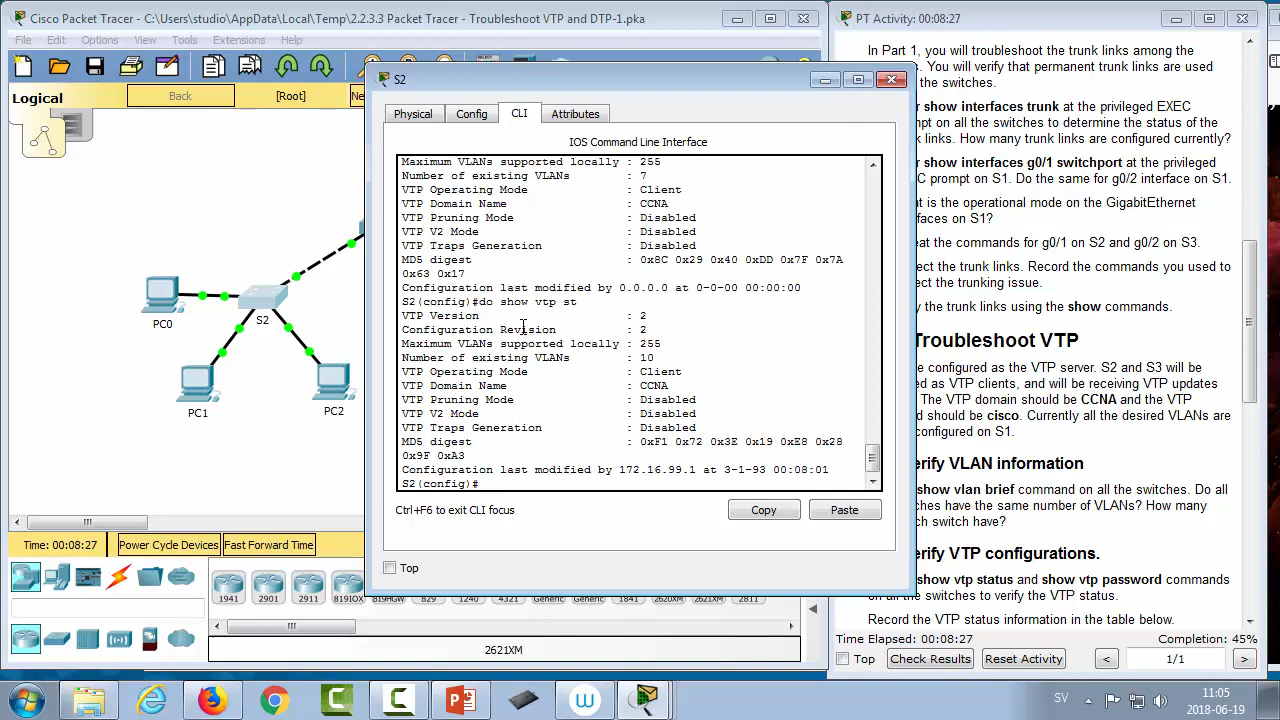 Cisco Packet Tracer - C:\Users\studio\AppData\Local\Temp\2.2.3.3 Packet Tracer - Troubleshoot VTP and DTP-1.pka
File Edit Options View Tools Extensions Help
Logical
Back
[Root]
Ne
PC0
S2
PC1
PC2
S2
Physical
Config
CLI
Attributes
IOS Command Line Interface
Maximum VLANs supported locally : 255
Number of existing VLANs : 7
VTP Operating Mode : Client
VTP Domain Name : CCNA
VTP Pruning Mode : Disabled
VTP V2 Mode : Disabled
VTP Traps Generation : Disabled
MD5 digest : 0x8C 0x29 0x40 0xDD 0x7F 0x7A
0x63 0x17
Configuration last modified by 0.0.0.0 at 0-0-00 00:00:00
S2(config)#do show vtp st
VTP Version : 2
Configuration Revision : 2
Maximum VLANs supported locally : 255
Number of existing VLANs : 10
VTP Operating Mode : Client
VTP Domain Name : CCNA
VTP Pruning Mode : Disabled
VTP V2 Mode : Disabled
VTP Traps Generation : Disabled
MD5 digest : 0xF1 0x72 0x3E 0x19 0xE8 0x28
0x9F 0xA3
Configuration last modified by 172.16.99.1 at 3-1-93 00:08:01
S2(config)#
Ctrl+F6 to exit CLI focus
Copy
Paste
Top
Time: 00:08:27
Power Cycle Devices
Fast Forward Time
1941 2901 2911 819IOX 819HGW 829 1240 4321 Generic Generic 1841 2620XM 2621XM 2811
2621XM
PT Activity: 00:08:27
In Part 1, you will troubleshoot the trunk links among the
. You will verify that permanent trunk links are used
the switches.
r show interfaces trunk at the privileged EXEC
mpt on all the switches to determine the status of the
k links. How many trunk links are configured currently?
r show interfaces g0/1 switchport at the privileged
C prompt on S1. Do the same for g0/2 interface on S1.
at is the operational mode on the GigabitEthernet
rfaces on S1?
eat the commands for g0/1 on S2 and g0/2 on S3.
ect the trunking. Record the commands you used to
ect the trunking issue.
y the trunk links using the show commands.
Troubleshoot VTP
e configured as the VTP server. S2 and S3 will be
ed as VTP clients, and will be receiving VTP updates
The VTP domain should be CCNA and the VTP
d should be cisco. Currently all the desired VLANs are
configured on S1.
erify VLAN information
show vlan brief command on all the switches. Do all
ches have the same number of VLANs? How many
ch switch have?
erify VTP configurations.
show vtp status and show vtp password commands
on all the switches to verify the VTP status.
Record the VTP status information in the table below.
Time Elapsed: 00:08:27
Completion: 45%
Top
Check Results
Reset Activity
<
1/1
>
SV
11:05
2018-06-19